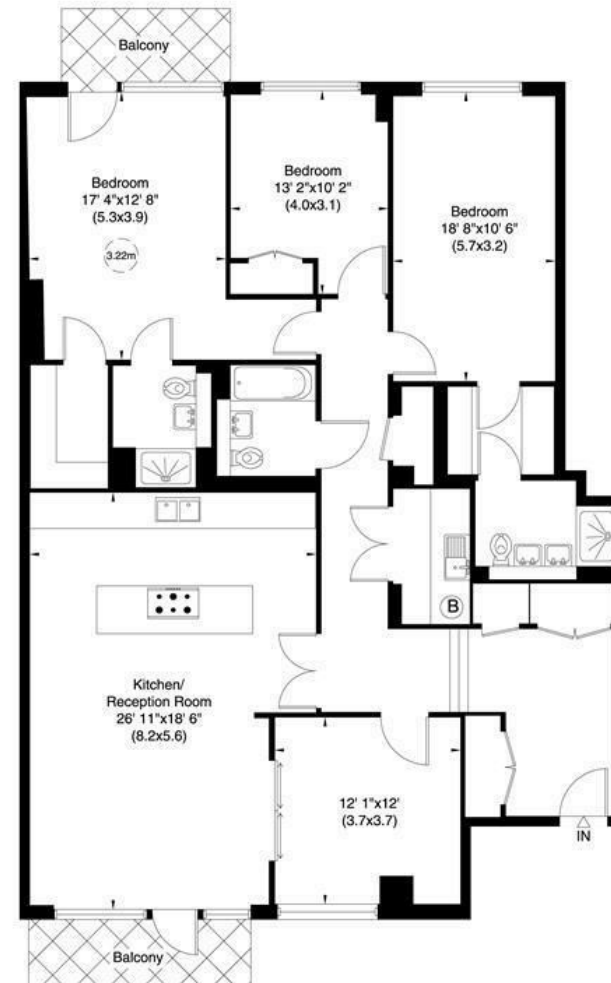 Balcony
Bedroom
17' 4"x12' 8"
(5.3x3.9)
3.22m
Bedroom
13' 2"x10' 2"
(4.0x3.1)
Bedroom
18' 8"x10' 6"
(5.7x3.2)
B
Kitchen/
Reception Room
26' 11"x18' 6"
(8.2x5.6)
12' 1"x12'
(3.7x3.7)
IN
Balcony